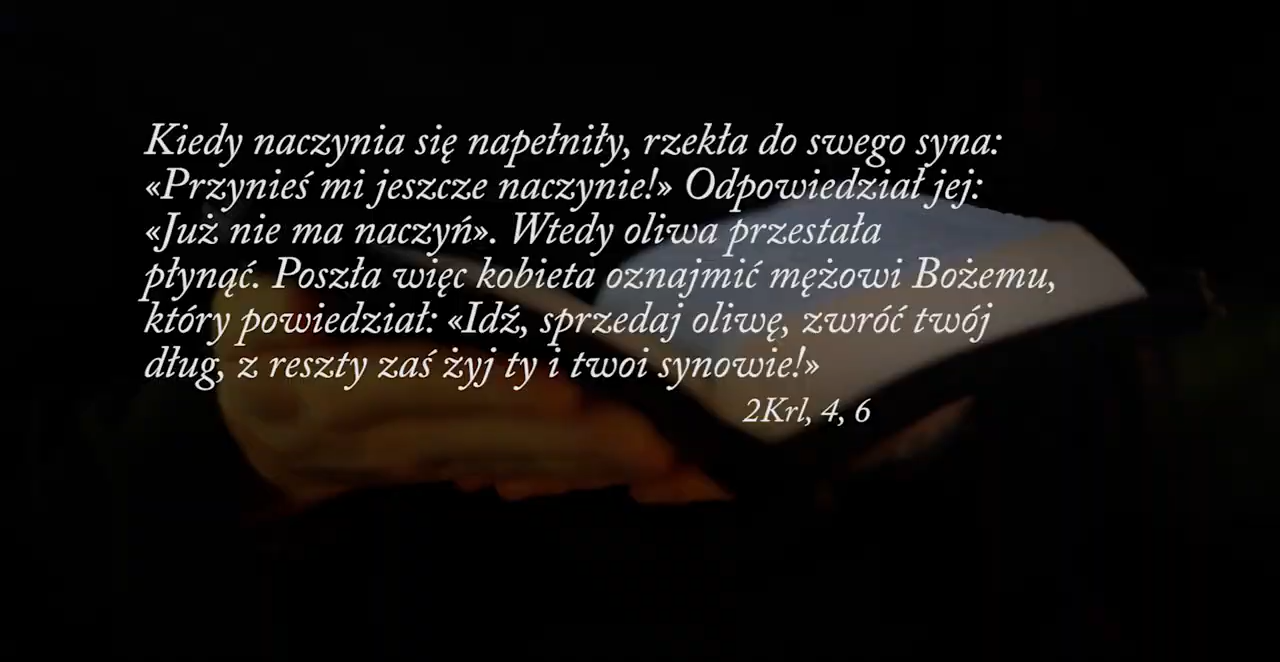 Kiedy naczynia się napełniły, rzekła do swego syna:
«Przynieś mi jeszcze naczynie!» Odpowiedział jej:
«Już nie ma naczyń». Wtedy oliwa przestała
płynąć. Poszła więc kobieta oznajmić mężowi Bożemu,
który powiedział: «Idź, sprzedaj oliwę, zwróć twój
dług, z reszty zaś żyj ty i twoi synowie!»
2Krl, 4, 6